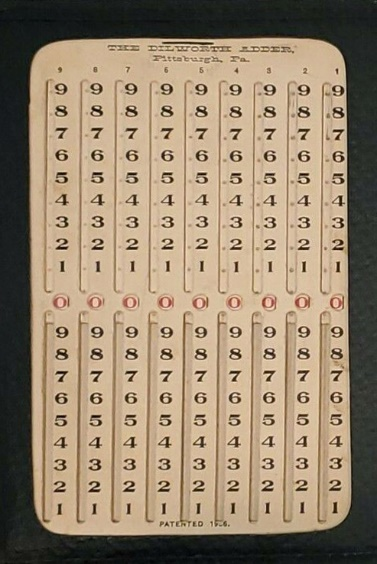 THE DILWORTH ADDER,
Pittsburgh, Pa.
9 8 7 6 5 4 3 2 1
9 9 9 9 9 9 9 9 9
8 8 8 8 8 8 8 8 8
7 7 7 7 7 7 7 7 7
6 6 6 6 6 6 6 6 6
5 5 5 5 5 5 5 5 5
4 4 4 4 4 4 4 4 4
3 3 3 3 3 3 3 3 3
2 2 2 2 2 2 2 2 2
1 1 1 1 1 1 1 1 1
0 0 0 0 0 0 0 0 0
9 9 9 9 9 9 9 9 9
8 8 8 8 8 8 8 8 8
7 7 7 7 7 7 7 7 7
6 6 6 6 6 6 6 6 6
5 5 5 5 5 5 5 5 5
4 4 4 4 4 4 4 4 4
3 3 3 3 3 3 3 3 3
2 2 2 2 2 2 2 2 2
1 1 1 1 1 1 1 1 1
PATENTED